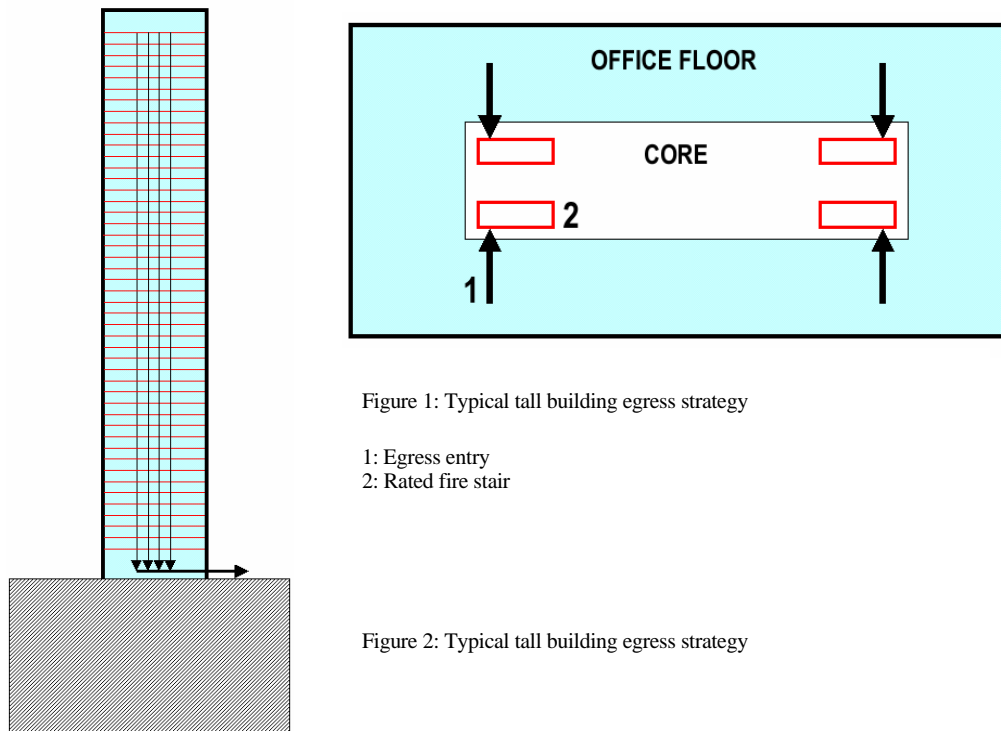 OFFICE FLOOR
CORE
2
1
Figure 1: Typical tall building egress strategy
1: Egress entry
2: Rated fire stair
Figure 2: Typical tall building egress strategy